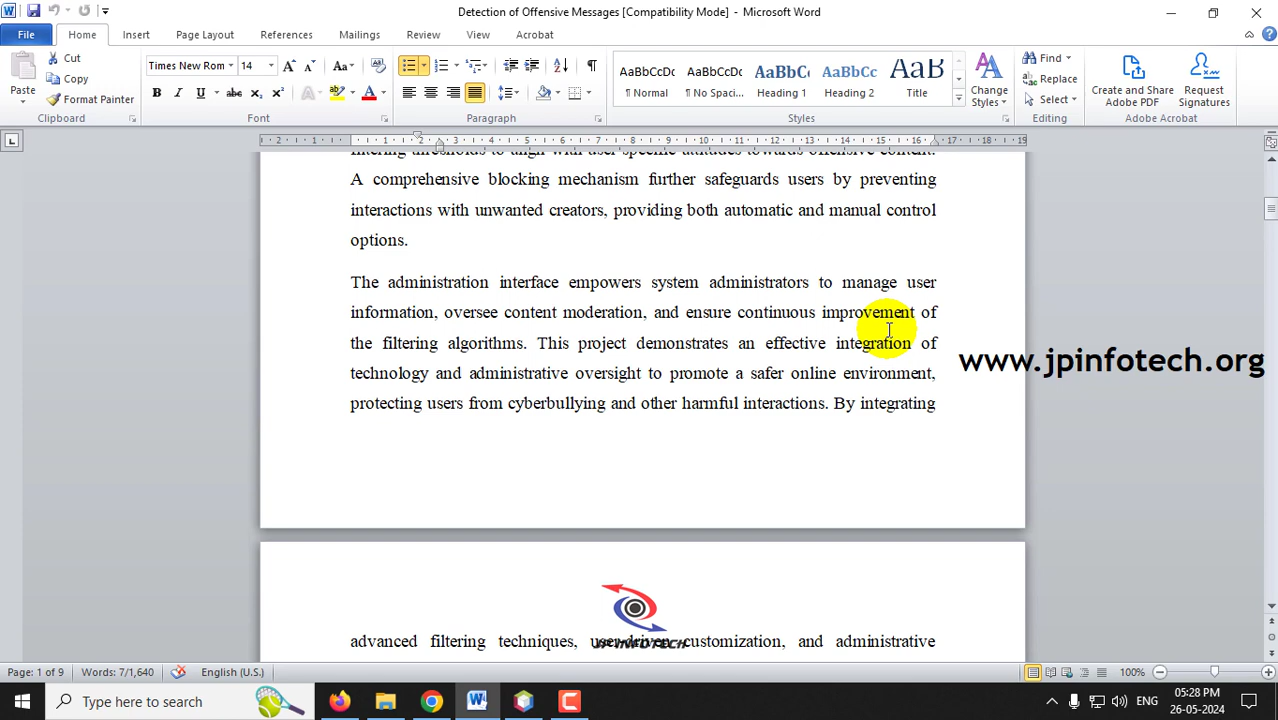 Detection of Offensive Messages [Compatibility Mode] - Microsoft Word
File Home Insert Page Layout References Mailings Review View Acrobat
Paste
Cut
Copy
Format Painter
Clipboard
Times New Rom 14
Font
Paragraph
AaBbCcDc AaBbCcDc AaBbCc AaBbCc AaB
¶ Normal ¶ No Spaci... Heading 1 Heading 2 Title
Styles
Change Styles
Find
Replace
Select
Editing
Create and Share Adobe PDF
Request Signatures
Adobe Acrobat
filtering thresholds to align with user-specific attitudes towards offensive content.
A comprehensive blocking mechanism further safeguards users by preventing
interactions with unwanted creators, providing both automatic and manual control
options.
The administration interface empowers system administrators to manage user
information, oversee content moderation, and ensure continuous improvement of
the filtering algorithms. This project demonstrates an effective integration of
technology and administrative oversight to promote a safer online environment,
protecting users from cyberbullying and other harmful interactions. By integrating
www.jpinfotech.org
JP INFOTECH
advanced filtering techniques, user-driven customization, and administrative
Page: 1 of 9 Words: 7/1,640 English (U.S.) 100%
Type here to search
ENG
05:28 PM
26-05-2024